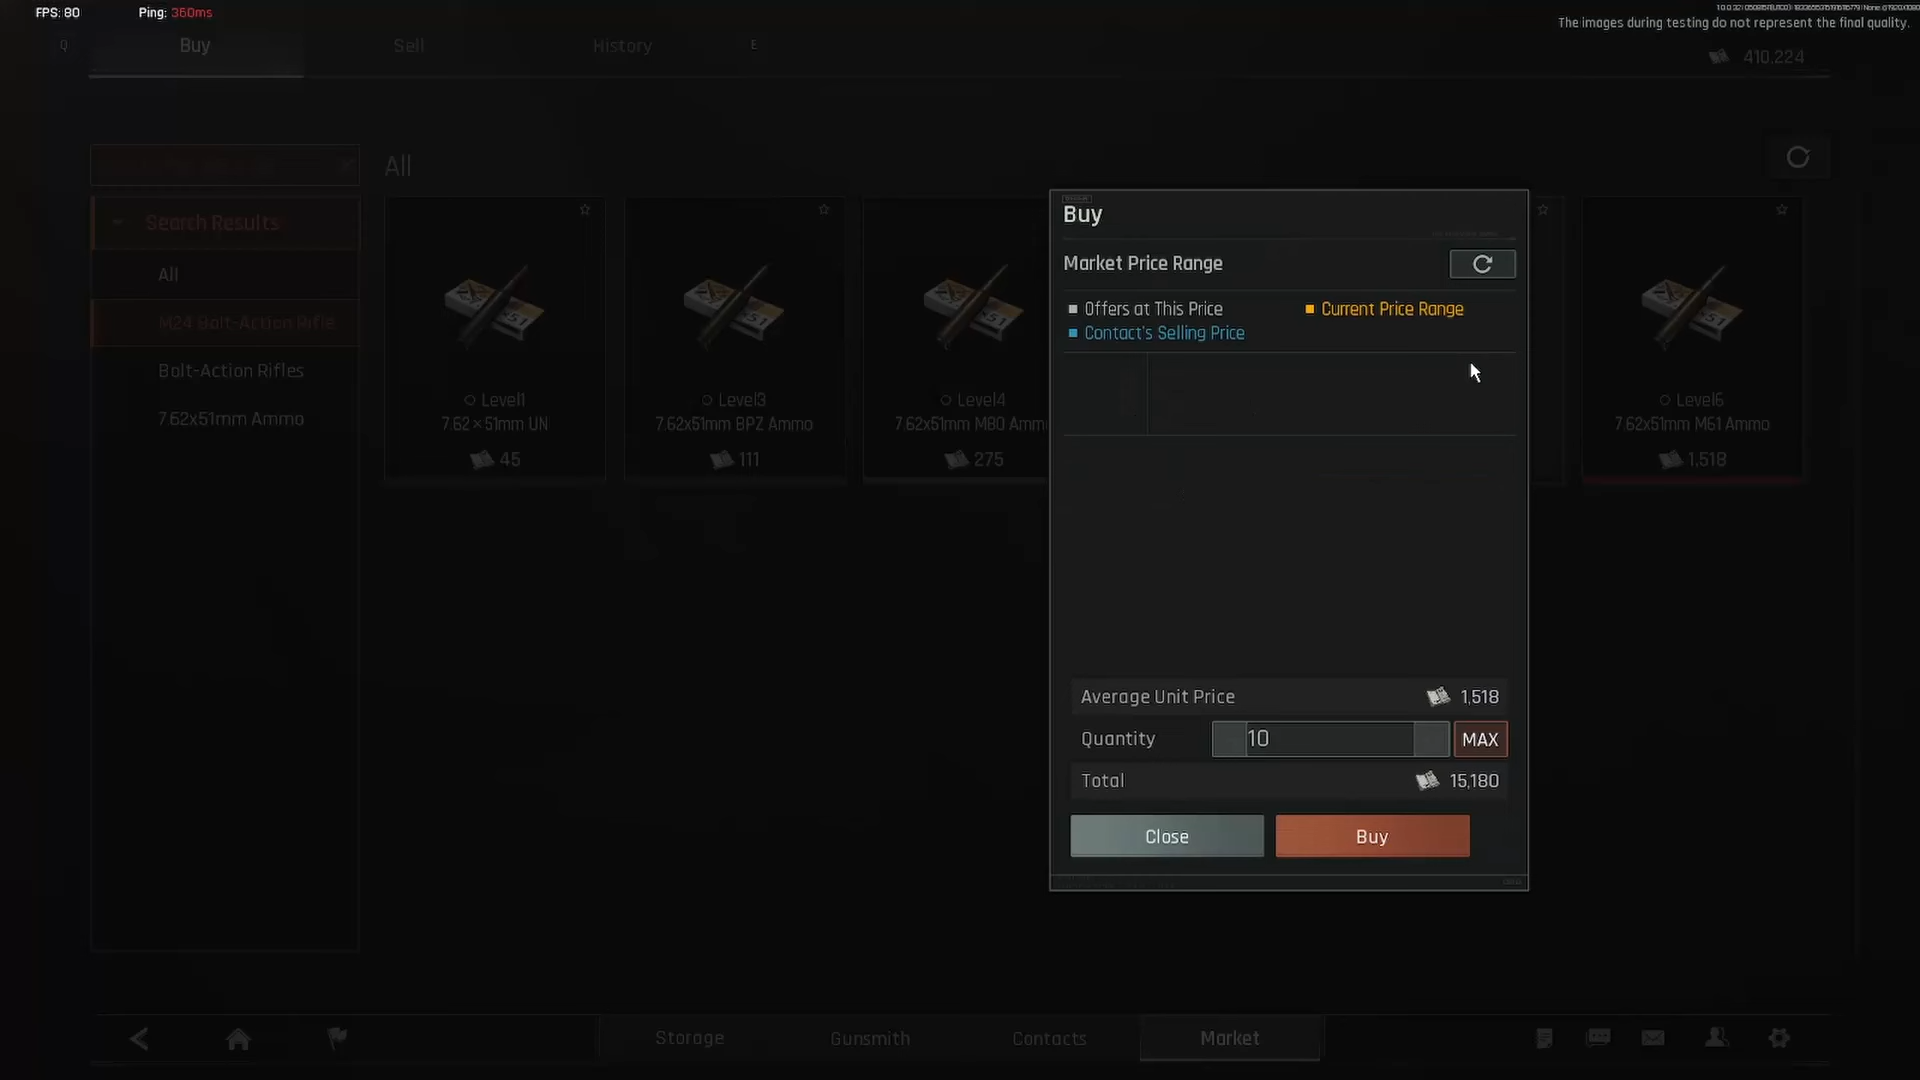 FPS: 80
Ping: 360ms
The images during testing do not represent the final quality.
Q
Buy
Sell
History
E
410,224
All
Search Results
All
M24 Bolt-Action Rifle
Bolt-Action Rifles
7.62x51mm Ammo
Level1
7.62×51mm UN
45
Level3
7.62x51mm BPZ Ammo
111
Level4
7.62x51mm M80 Amm
275
Level6
7.62x51mm M61 Ammo
1,518
Buy
Market Price Range
Offers at This Price
Current Price Range
Contact's Selling Price
Average Unit Price
1,518
Quantity
10
MAX
Total
15,180
Close
Buy
Storage
Gunsmith
Contacts
Market